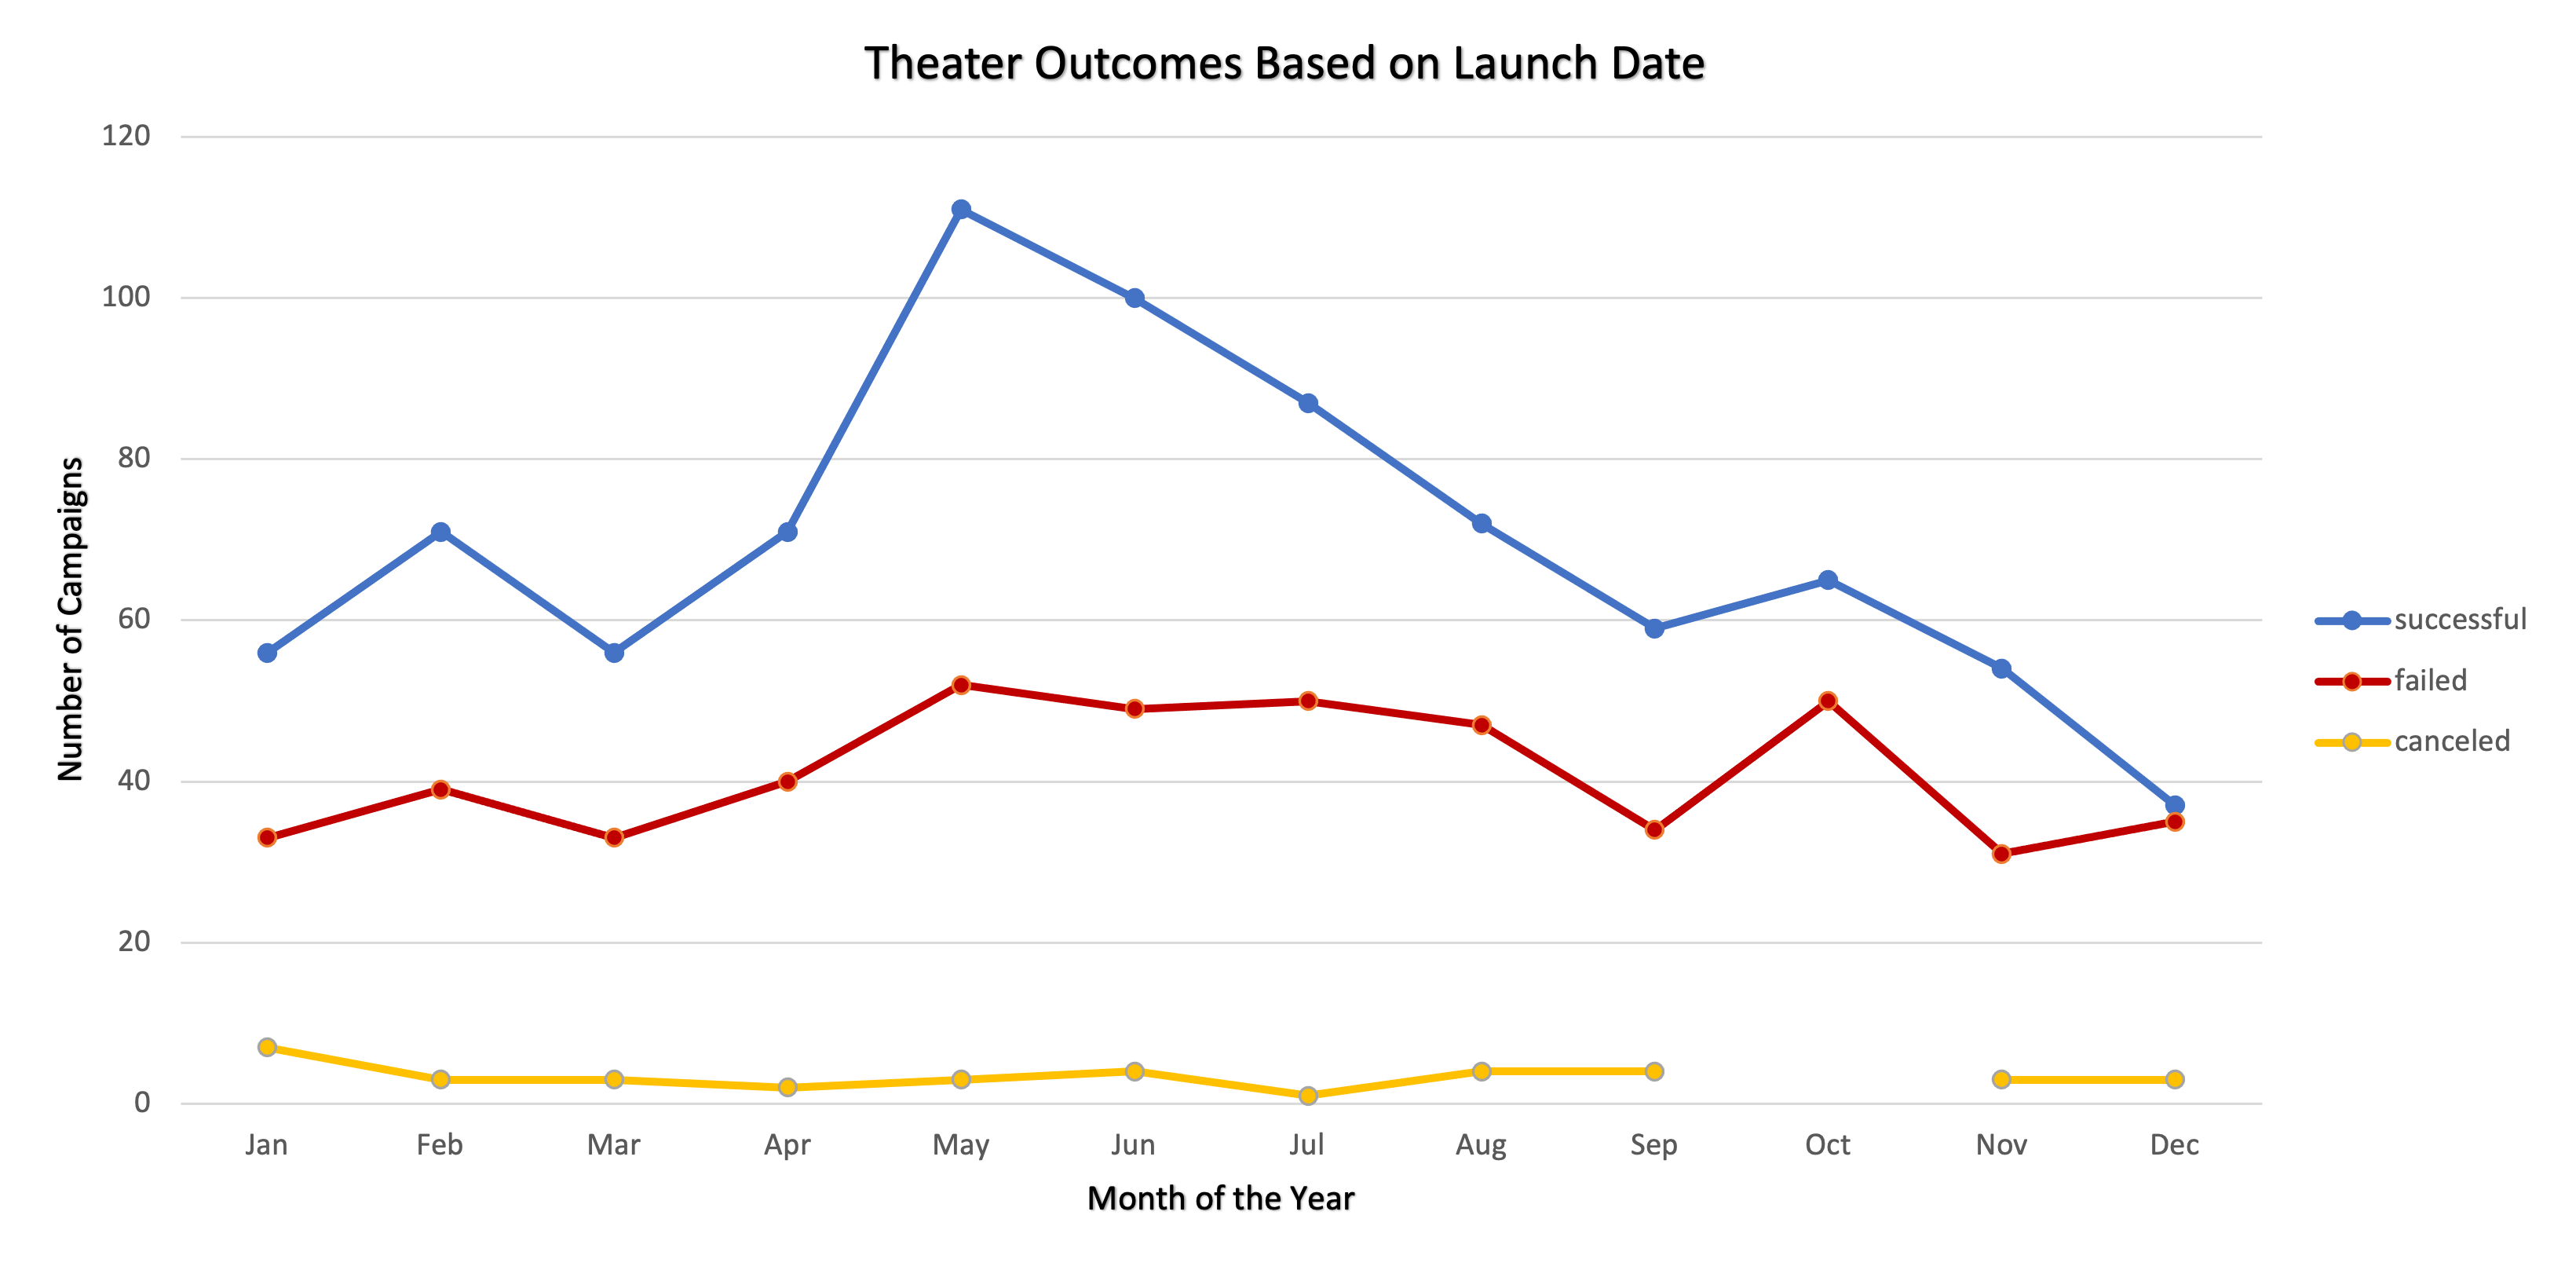 Theater Outcomes Based on Launch Date
120
100
80
60
40
20
0
Number of Campaigns
Jan Feb Mar Apr May Jun Jul Aug Sep Oct Nov Dec
Month of the Year
successful
failed
canceled